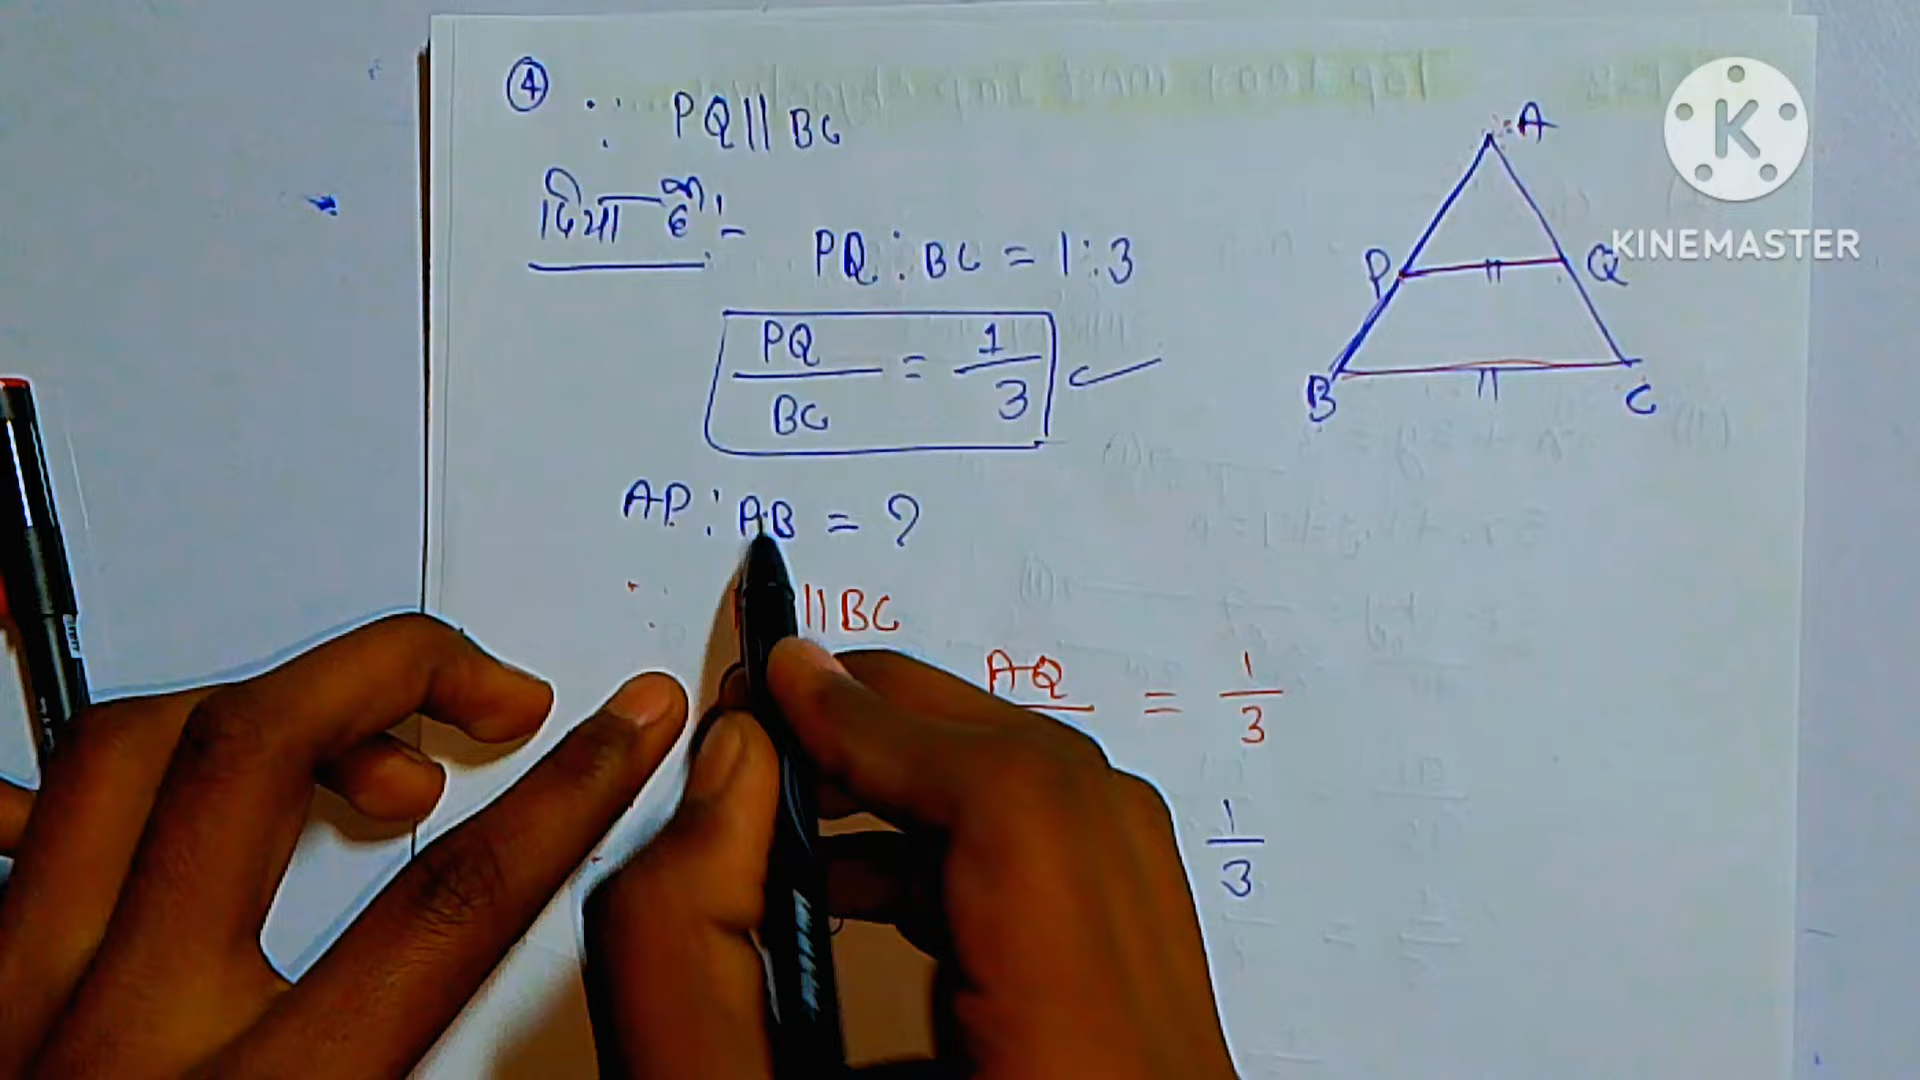 ④ ∵ PQ||BC
दिया है:-
PQ : BC = 1:3
PQ/BC = 1/3
AP : AB = ?
∵ ||BC
AQ = 1/3
1/3
A
P Q
B C
K
KINEMASTER